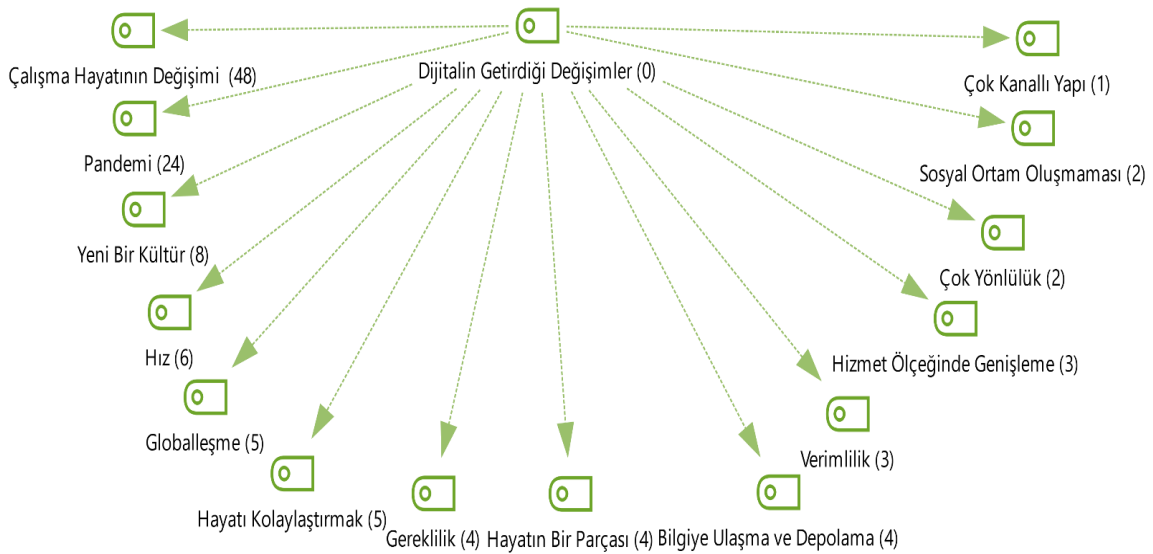 Dijitalin Getirdiği Değişimler (0)
Çalışma Hayatının Değişimi  (48)
Pandemi (24)
Yeni Bir Kültür (8)
Hız (6)
Globalleşme (5)
Hayatı Kolaylaştırmak (5)
Gereklilik (4)
Hayatın Bir Parçası (4)
Bilgiye Ulaşma ve Depolama (4)
Verimlilik (3)
Hizmet Ölçeğinde Genişleme (3)
Çok Yönlülük (2)
Sosyal Ortam Oluşmaması (2)
Çok Kanallı Yapı (1)